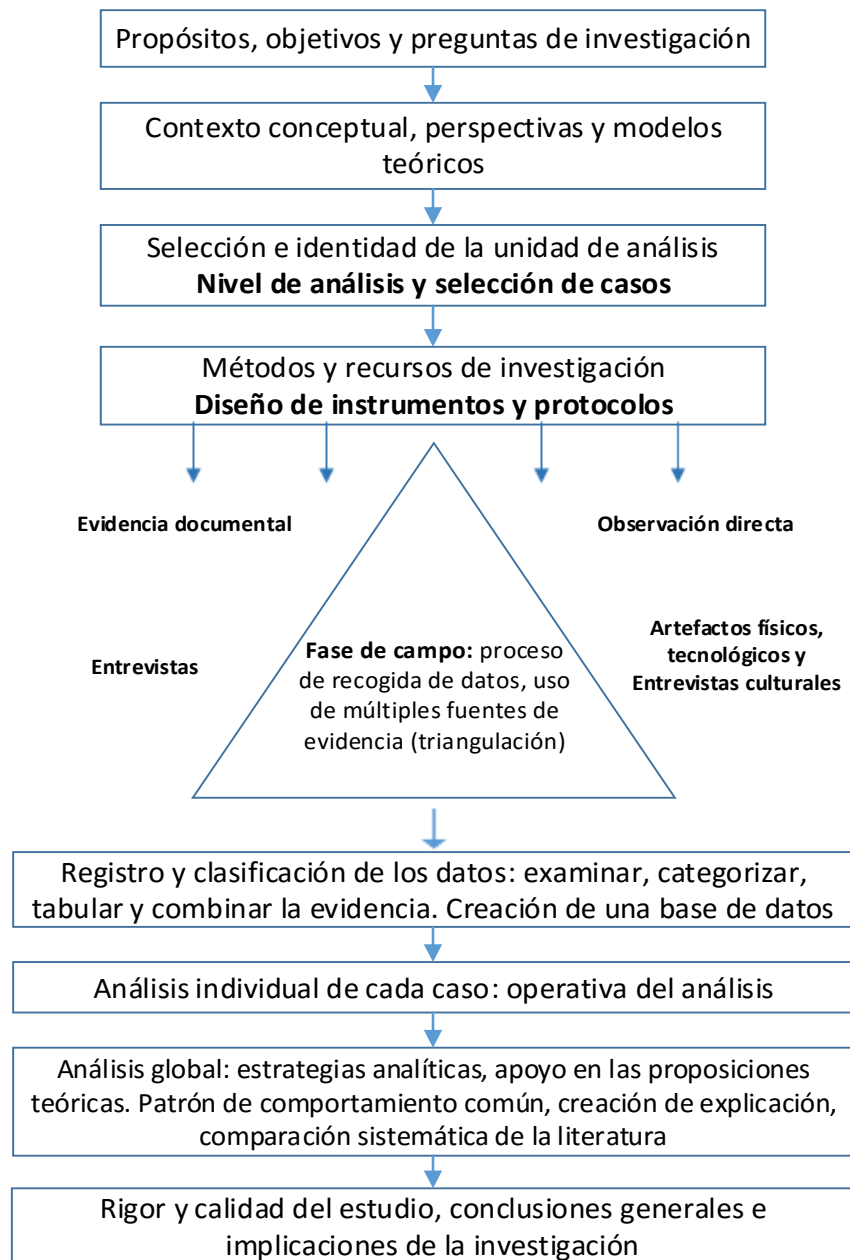 Propósitos, objetivos y preguntas de investigación
Contexto conceptual, perspectivas y modelos
teóricos
Selección e identidad de la unidad de análisis
Nivel de análisis y selección de casos
Métodos y recursos de investigación
Diseño de instrumentos y protocolos
Evidencia documental
Observación directa
Entrevistas
Fase de campo: proceso
de recogida de datos, uso
de múltiples fuentes de
evidencia (triangulación)
Artefactos físicos,
tecnológicos y
Entrevistas culturales
Registro y clasificación de los datos: examinar, categorizar,
tabular y combinar la evidencia. Creación de una base de datos
Análisis individual de cada caso: operativa del análisis
Análisis global: estrategias analíticas, apoyo en las proposiciones
teóricas. Patrón de comportamiento común, creación de explicación,
comparación sistemática de la literatura
Rigor y calidad del estudio, conclusiones generales e
implicaciones de la investigación